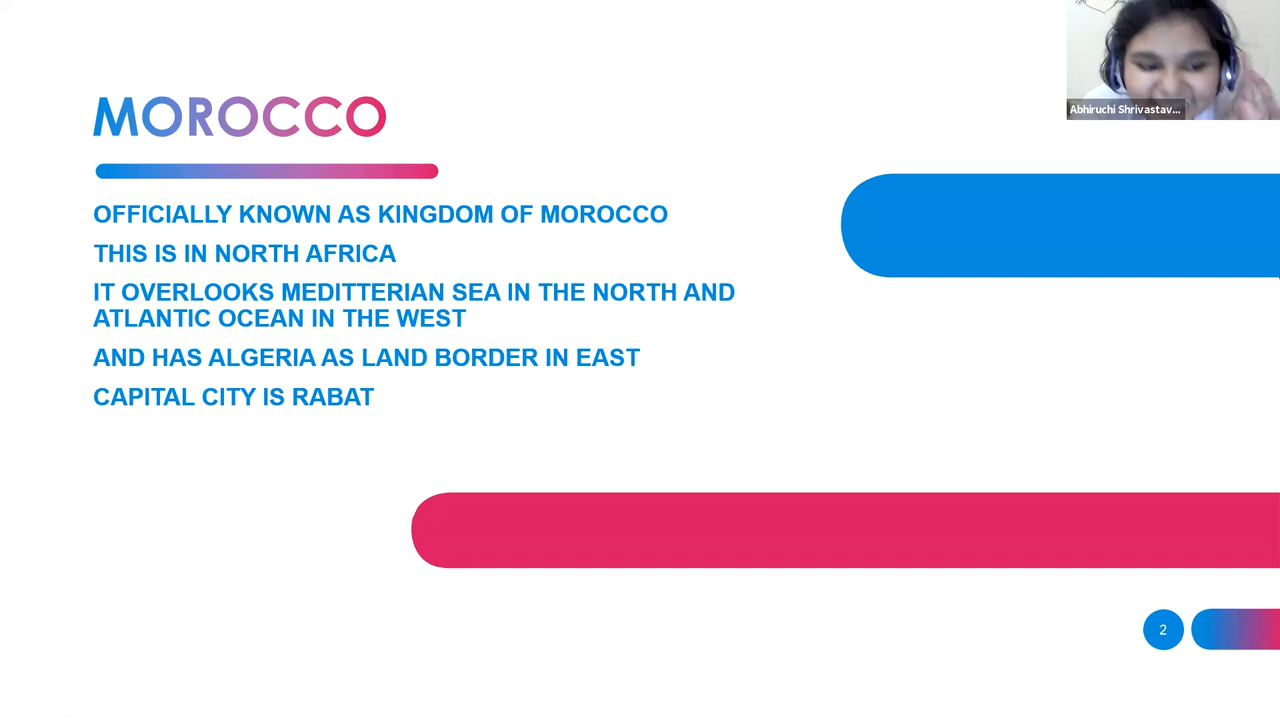 Abhiruchi Shrivastav...
MOROCCO
OFFICIALLY KNOWN AS KINGDOM OF MOROCCO
THIS IS IN NORTH AFRICA
IT OVERLOOKS MEDITTERIAN SEA IN THE NORTH AND
ATLANTIC OCEAN IN THE WEST
AND HAS ALGERIA AS LAND BORDER IN EAST
CAPITAL CITY IS RABAT
2